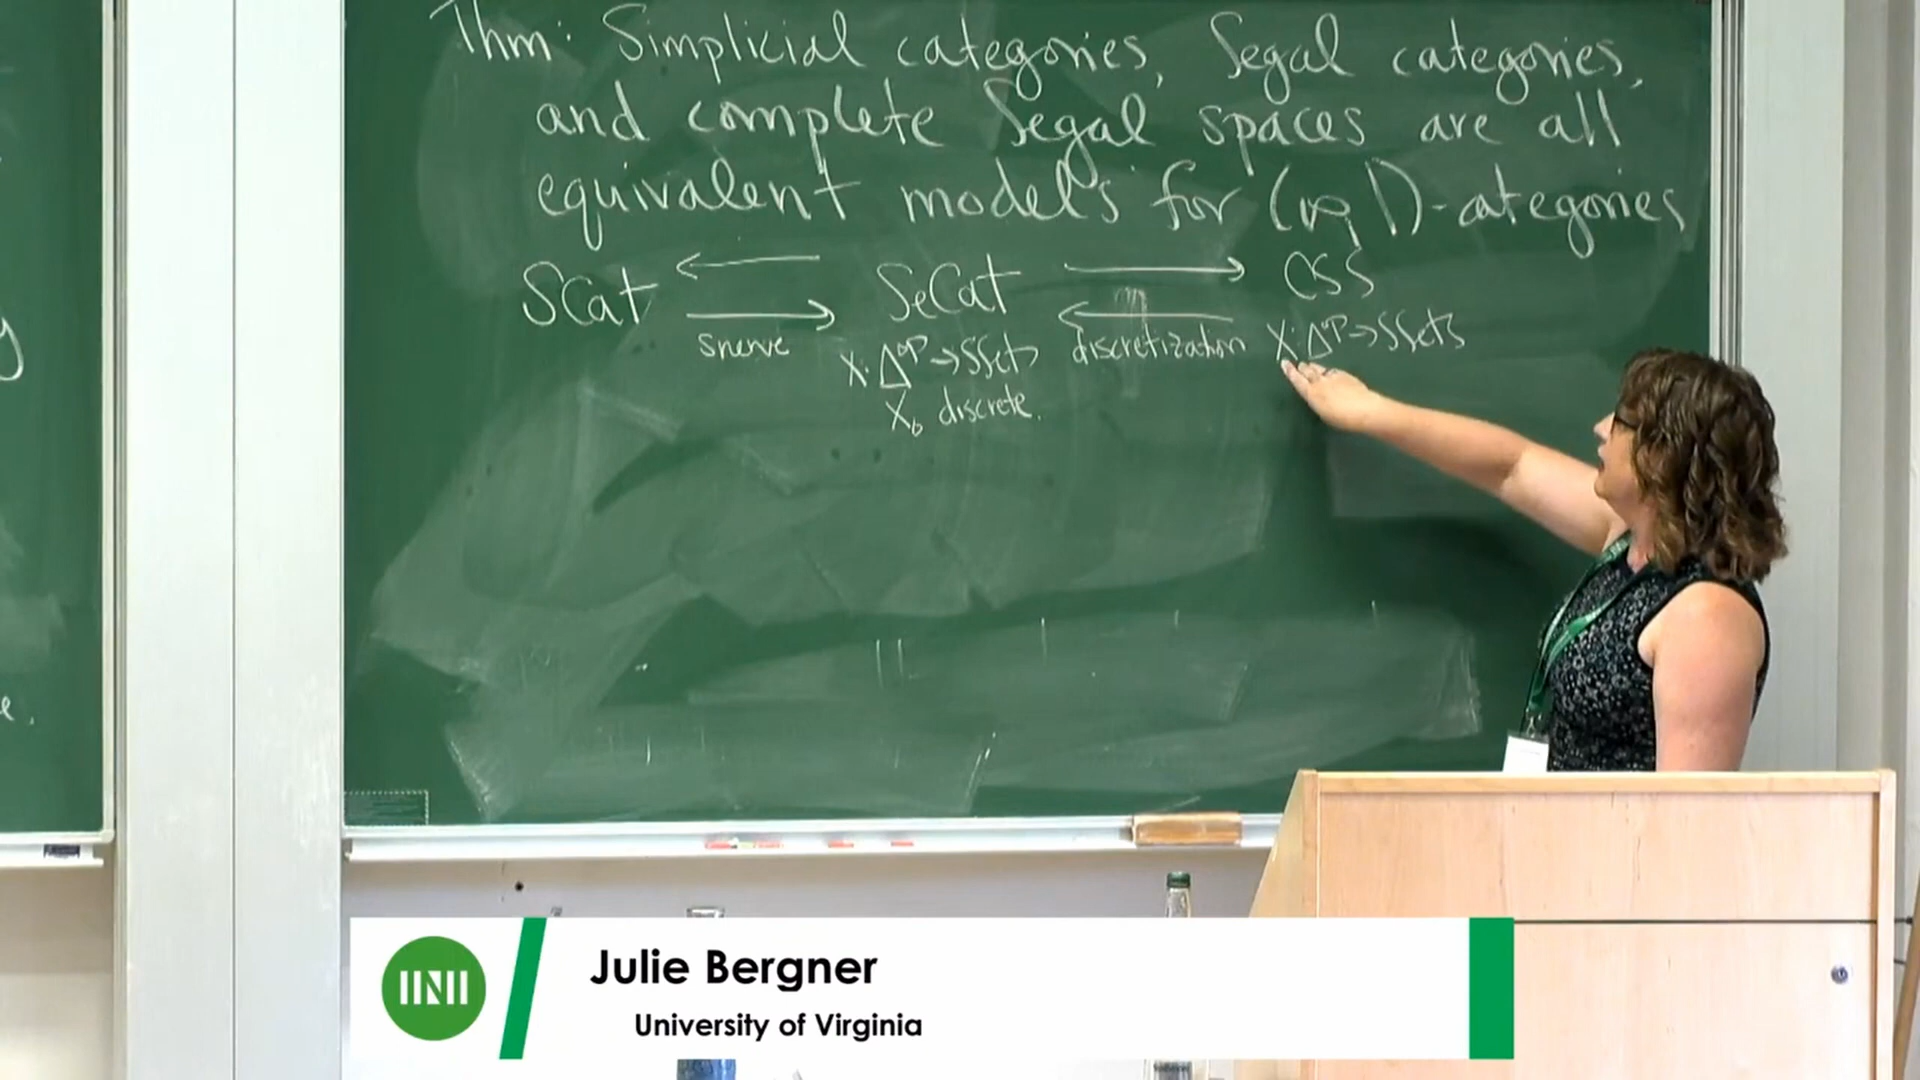 Thm: Simplicial categories, Segal categories,
and complete Segal spaces are all
equivalent models for (∞,1)-categories
SCat ← → SeCat → ← CSS
snerve
discretization
X: Δ^op → SSets
X: Δ^op → SSets
X₀ discrete.
e.
Julie Bergner
University of Virginia